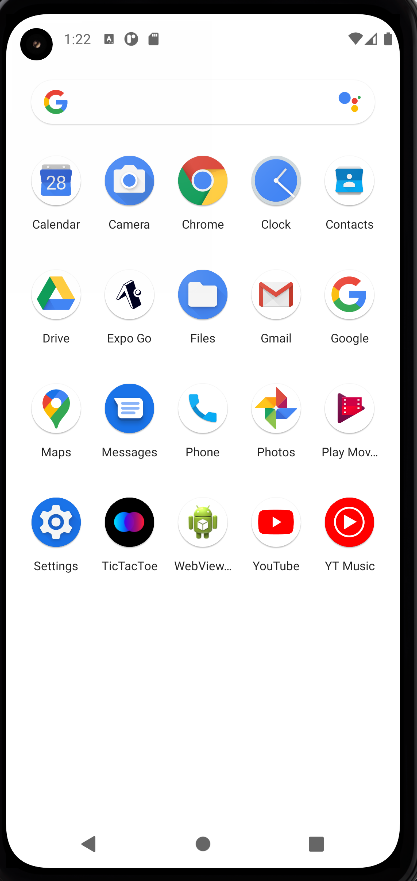 1:22
28
Calendar Camera Chrome Clock Contacts
Drive Expo Go Files Gmail Google
Maps Messages Phone Photos Play Mov...
Settings TicTacToe WebView... YouTube YT Music